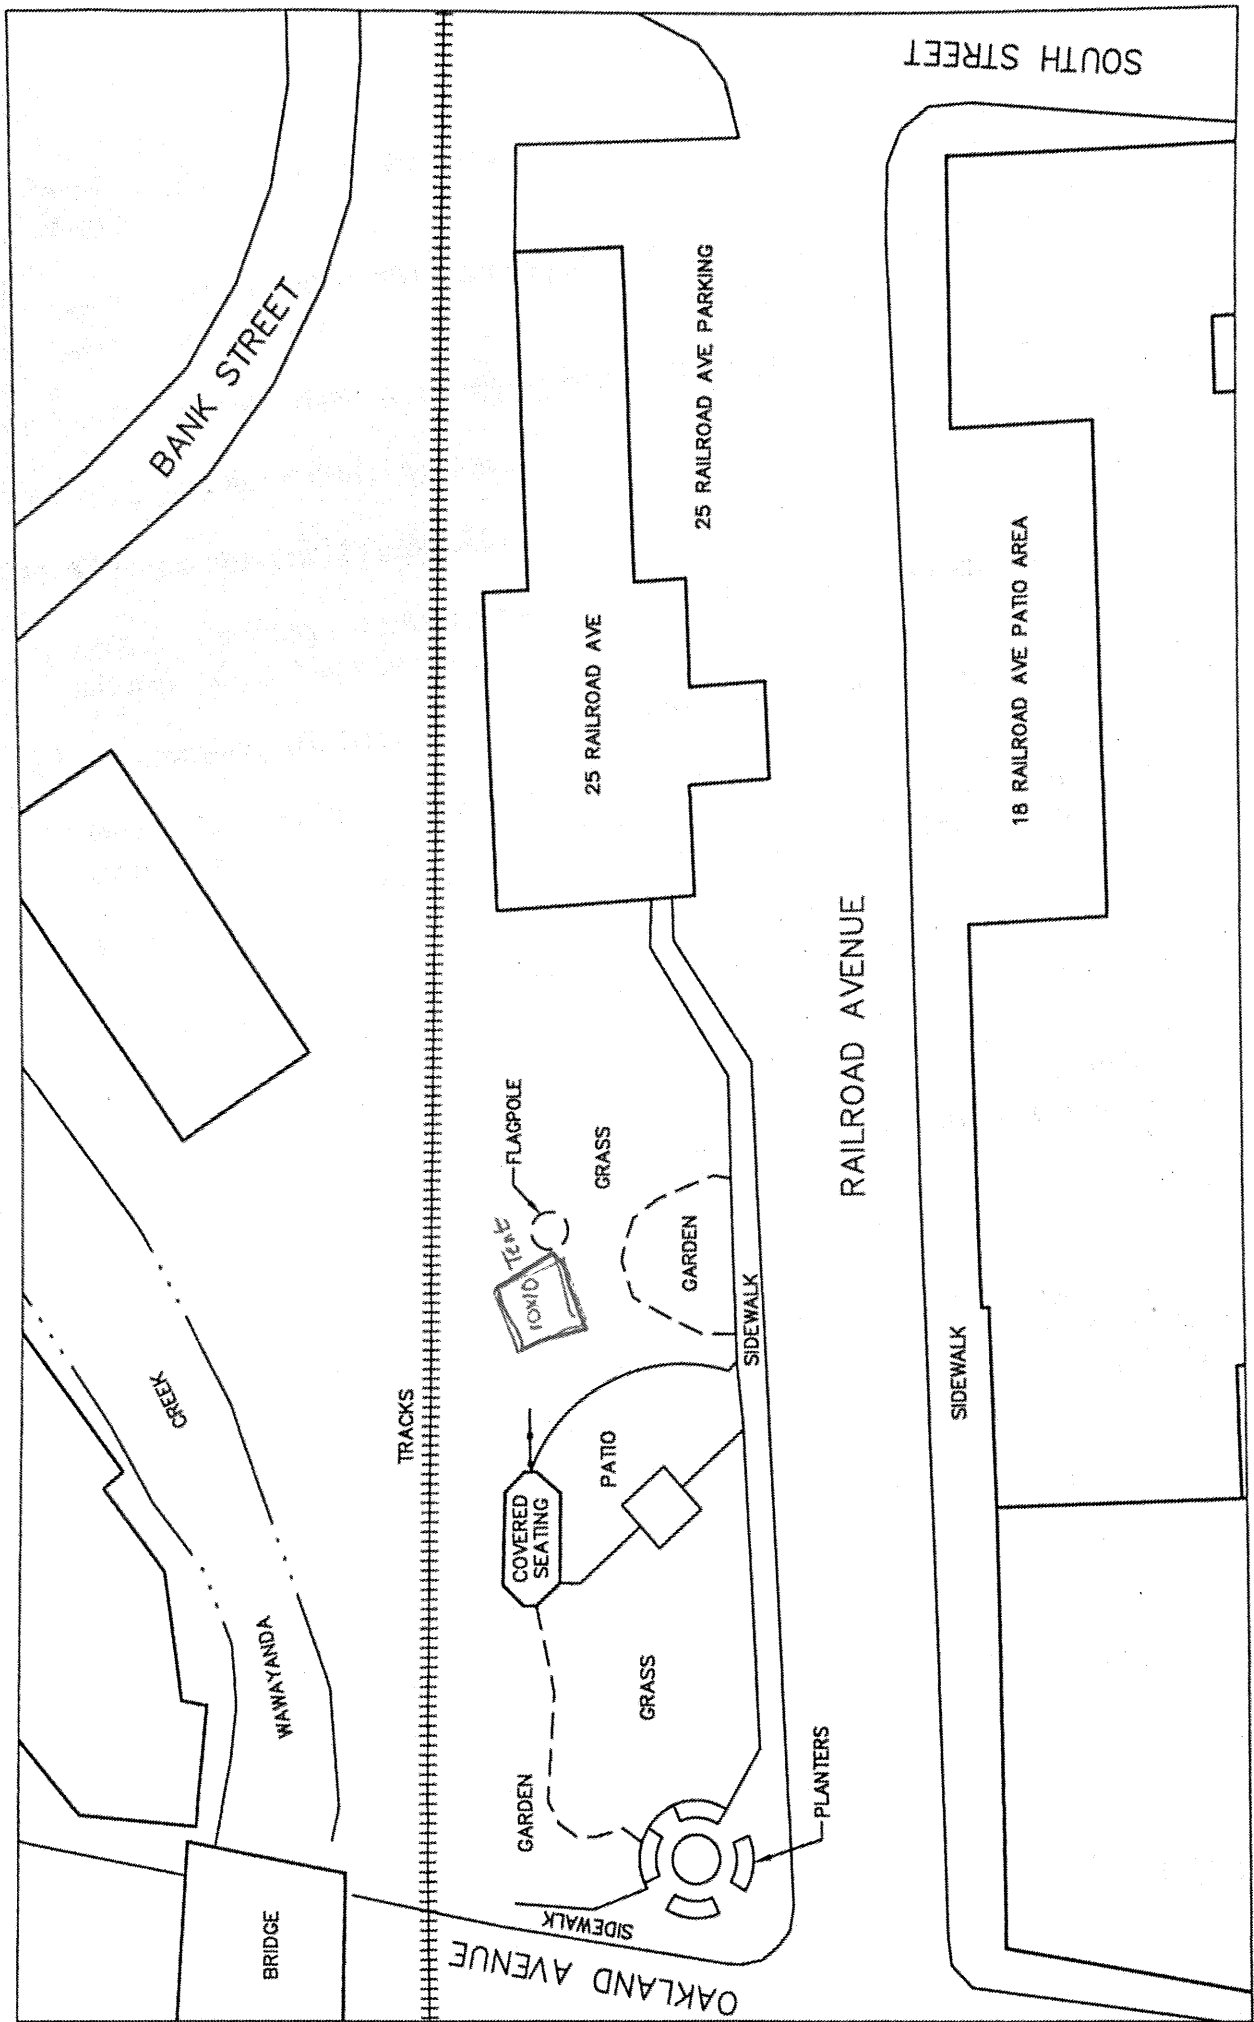 SOUTH STREET
BANK STREET
25 RAILROAD AVE PARKING
25 RAILROAD AVE
18 RAILROAD AVE PATIO AREA
RAILROAD AVENUE
FLAGPOLE
GRASS
10x10 Tent
GARDEN
SIDEWALK
SIDEWALK
TRACKS
CREEK
PATIO
COVERED
SEATING
WAWAYANDA
GRASS
GARDEN
PLANTERS
SIDEWALK
BRIDGE
OAKLAND AVENUE